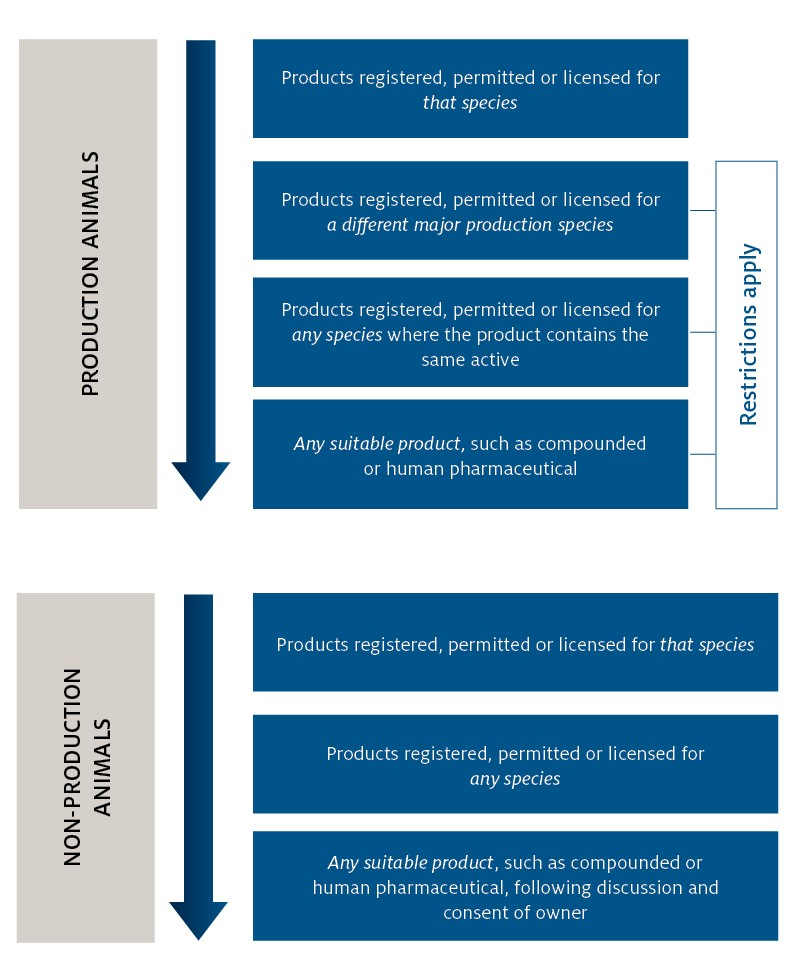 PRODUCTION ANIMALS
Products registered, permitted or licensed for
that species
Products registered, permitted or licensed for
a different major production species
Products registered, permitted or licensed for
any species where the product contains the
same active
Any suitable product, such as compounded
or human pharmaceutical
Restrictions apply
NON-PRODUCTION
ANIMALS
Products registered, permitted or licensed for that species
Products registered, permitted or licensed for
any species
Any suitable product, such as compounded or
human pharmaceutical, following discussion and
consent of owner